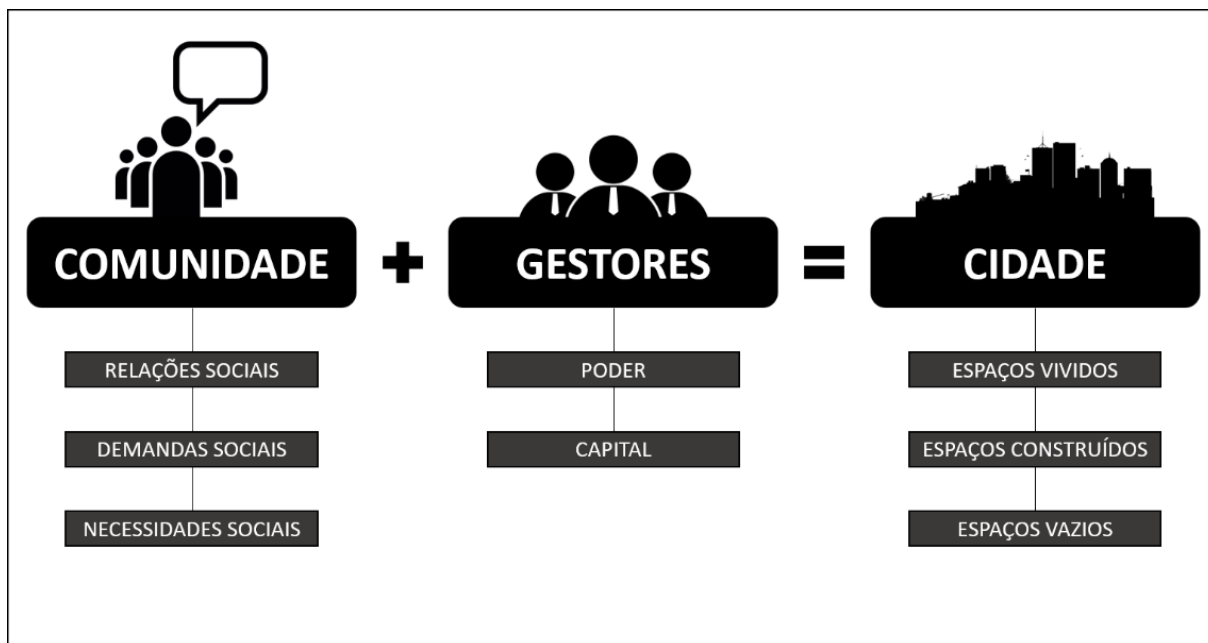 COMUNIDADE
+
GESTORES
=
CIDADE
RELAÇÕES SOCIAIS
DEMANDAS SOCIAIS
NECESSIDADES SOCIAIS
PODER
CAPITAL
ESPAÇOS VIVIDOS
ESPAÇOS CONSTRUÍDOS
ESPAÇOS VAZIOS